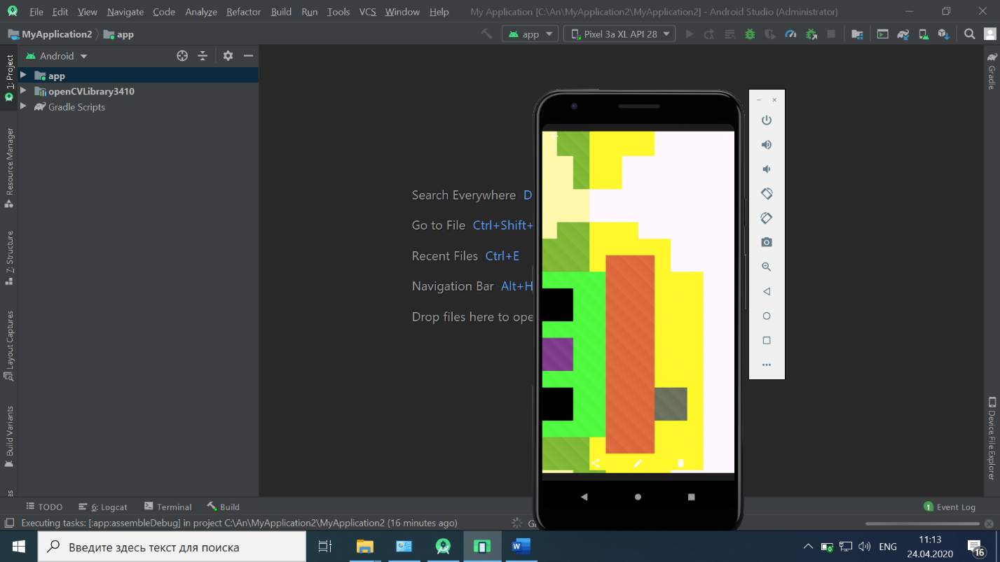 File Edit View Navigate Code Analyze Refactor Build Run Tools VCS Window Help My Application [C:\An\MyApplication2\MyApplication2] - Android Studio (Administrator)
MyApplication2 app app Pixel 3a XL API 28
Android
app
openCVLibrary3410
Gradle Scripts
1: Project
Resource Manager
7: Structure
Layout Captures
Build Variants
Search Everywhere D
Go to File Ctrl+Shift+
Recent Files Ctrl+E
Navigation Bar Alt+H
Drop files here to ope
Gradle
Device File Explorer
TODO 6: Logcat Terminal Build 1 Event Log
Executing tasks: [:app:assembleDebug] in project C:\An\MyApplication2\MyApplication2 (16 minutes ago)
Введите здесь текст для поиска
ENG
11:13
24.04.2020
16